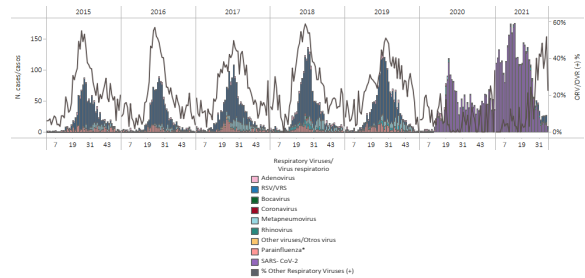 2015 2016 2017 2018 2019 2020 2021
N. cases/casos
150
100
50
0
60%
40%
20%
0%
ORV/OVR (+) %
7 19 31 43 7 19 31 43 7 19 31 43 7 19 31 43 7 19 31 43 7 19 31 43 7 19 31
Respiratory Viruses/
Virus respiratorio
Adenovirus
RSV/VRS
Bocavirus
Coronavirus
Metapneumovirus
Rhinovirus
Other viruses/Otros virus
Parainfluenza*
SARS- CoV-2
% Other Respiratory Viruses (+)